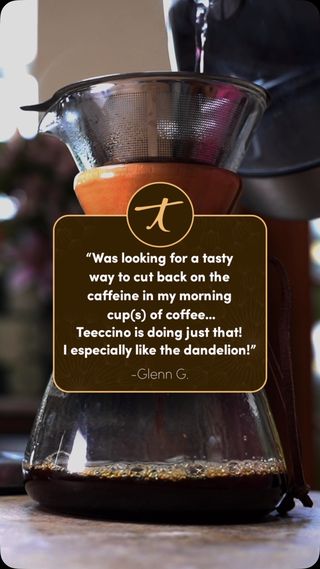 “Was looking for a tasty
way to cut back on the
caffeine in my morning
cup(s) of coffee...
Teeccino is doing just that!
I especially like the dandelion!”
-Glenn G.